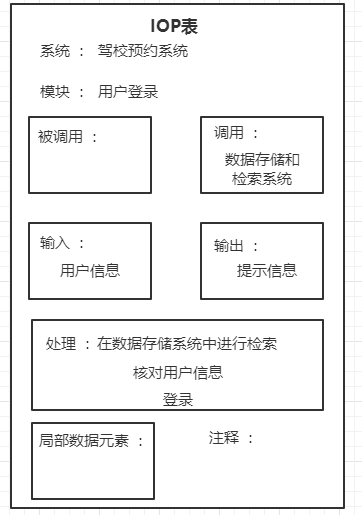 IOP表
系统 ： 驾校预约系统
模块 ： 用户登录
被调用 ：
调用 ：
数据存储和
检索系统
输入 ：
用户信息
输出 ：
提示信息
处理 ：在数据存储系统中进行检索
核对用户信息
登录
局部数据元素 ：
注释 ：